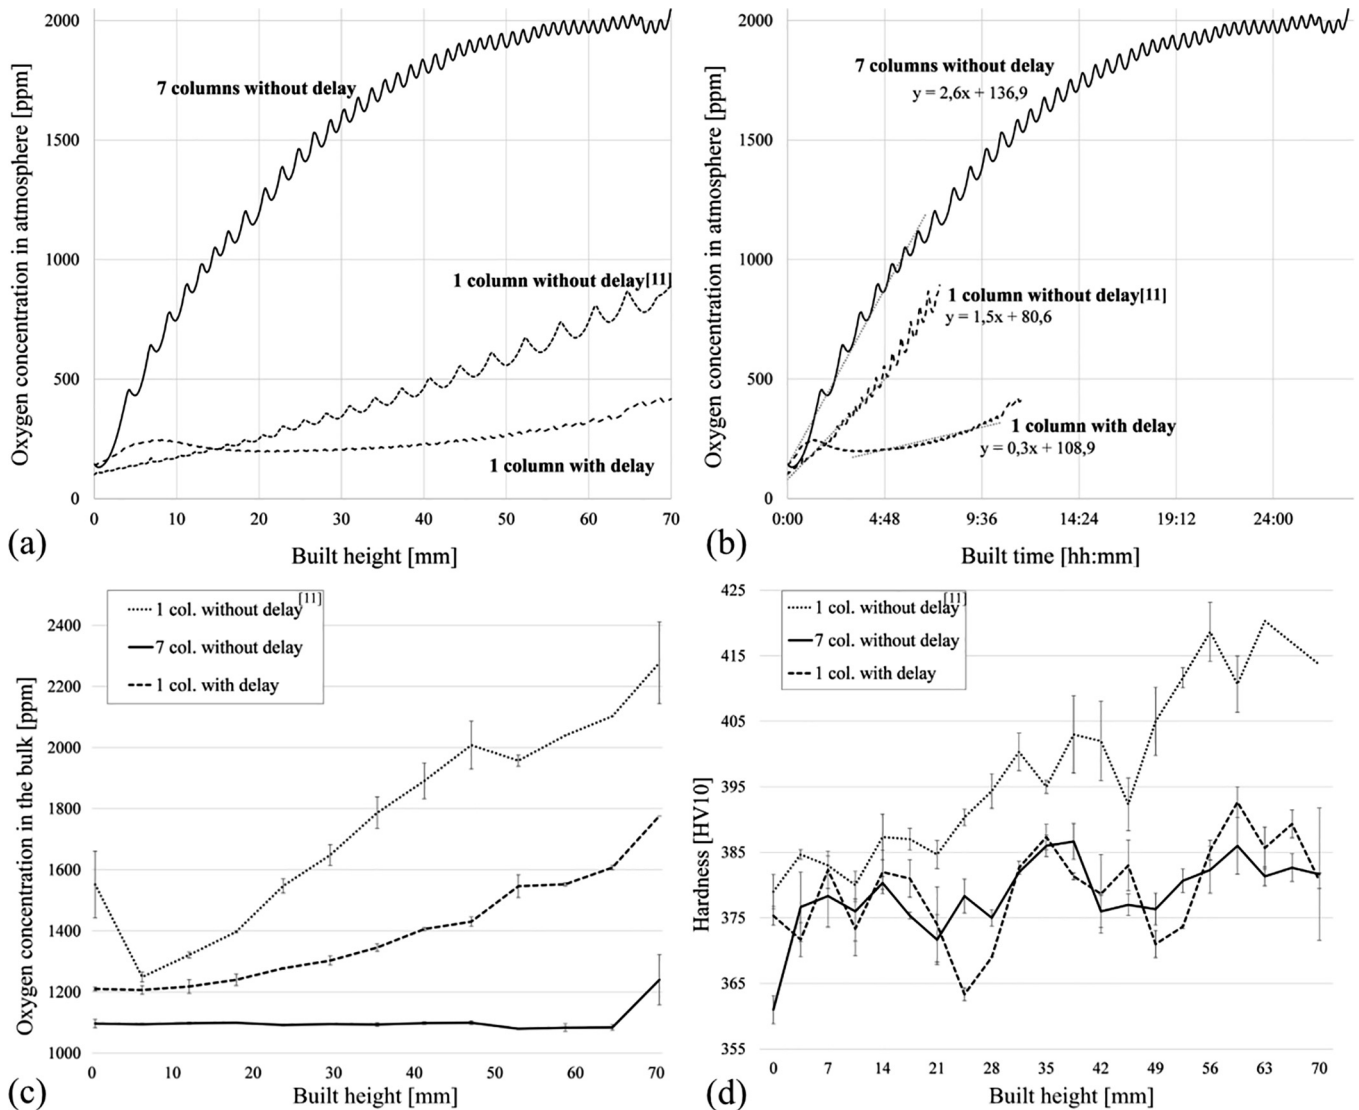 Oxygen concentration in atmosphere [ppm]
2000
1500
1000
500
0
7 columns without delay
1 column without delay[11]
1 column with delay
0 10 20 30 40 50 60 70
Built height [mm]
(a)
Oxygen concentration in atmosphere [ppm]
2000
1500
1000
500
0
7 columns without delay
y = 2,6x + 136,9
1 column without delay[11]
y = 1,5x + 80,6
1 column with delay
y = 0,3x + 108,9
0:00 4:48 9:36 14:24 19:12 24:00
Built time [hh:mm]
(b)
Oxygen concentration in the bulk [ppm]
1 col. without delay[11]
7 col. without delay
1 col. with delay
2400
2200
2000
1800
1600
1400
1200
1000
0 10 20 30 40 50 60 70
Built height [mm]
(c)
Hardness [HV10]
1 col. without delay[11]
7 col. without delay
1 col. with delay
425
415
405
395
385
375
365
355
0 7 14 21 28 35 42 49 56 63 70
Built height [mm]
(d)